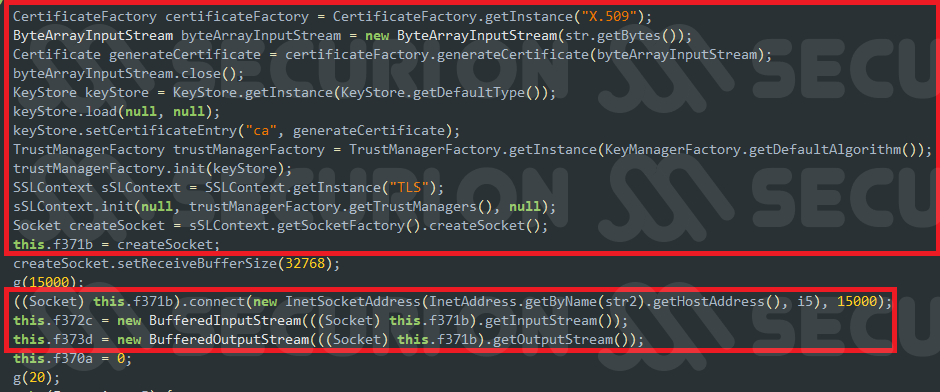 CertificateFactory certificateFactory = CertificateFactory.getInstance("X.509");
ByteArrayInputStream byteArrayInputStream = new ByteArrayInputStream(str.getBytes());
Certificate generateCertificate = certificateFactory.generateCertificate(byteArrayInputStream);
byteArrayInputStream.close();
KeyStore keyStore = KeyStore.getInstance(KeyStore.getDefaultType());
keyStore.load(null, null);
keyStore.setCertificateEntry("ca", generateCertificate);
TrustManagerFactory trustManagerFactory = TrustManagerFactory.getInstance(KeyManagerFactory.getDefaultAlgorithm());
trustManagerFactory.init(keyStore);
SSLContext sSLContext = SSLContext.getInstance("TLS");
sSLContext.init(null, trustManagerFactory.getTrustManagers(), null);
Socket createSocket = sSLContext.getSocketFactory().createSocket();
this.f371b = createSocket;
createSocket.setReceiveBufferSize(32768);
g(15000);
((Socket) this.f371b).connect(new InetSocketAddress(InetAddress.getByName(str2).getHostAddress(), i5), 15000);
this.f372c = new BufferedInputStream(((Socket) this.f371b).getInputStream());
this.f373d = new BufferedOutputStream(((Socket) this.f371b).getOutputStream());
this.f370a = 0;
g(20);
SECURION
SECU
SECURION
SECU
SECURION
SECU